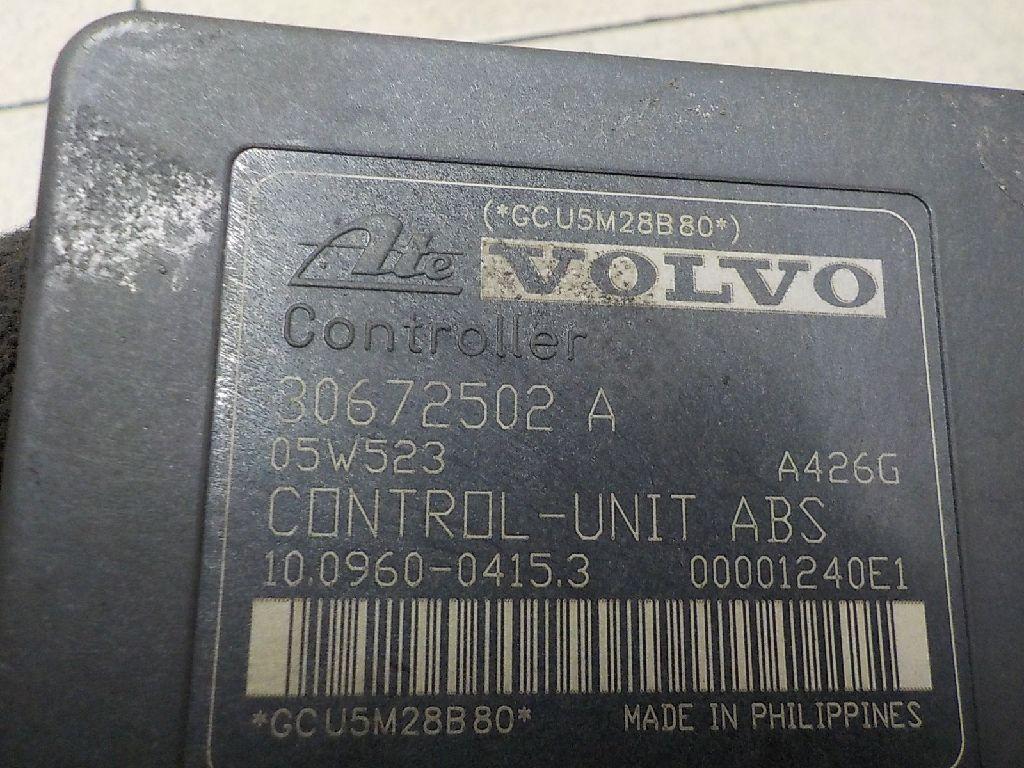 (*GCU5M28B80*)
Ate VOLVO
Controller
30672502 A
05W523 A426G
CONTROL-UNIT ABS
10.0960-0415.3 00001240E1
*GCU5M28B80* MADE IN PHILIPPINES